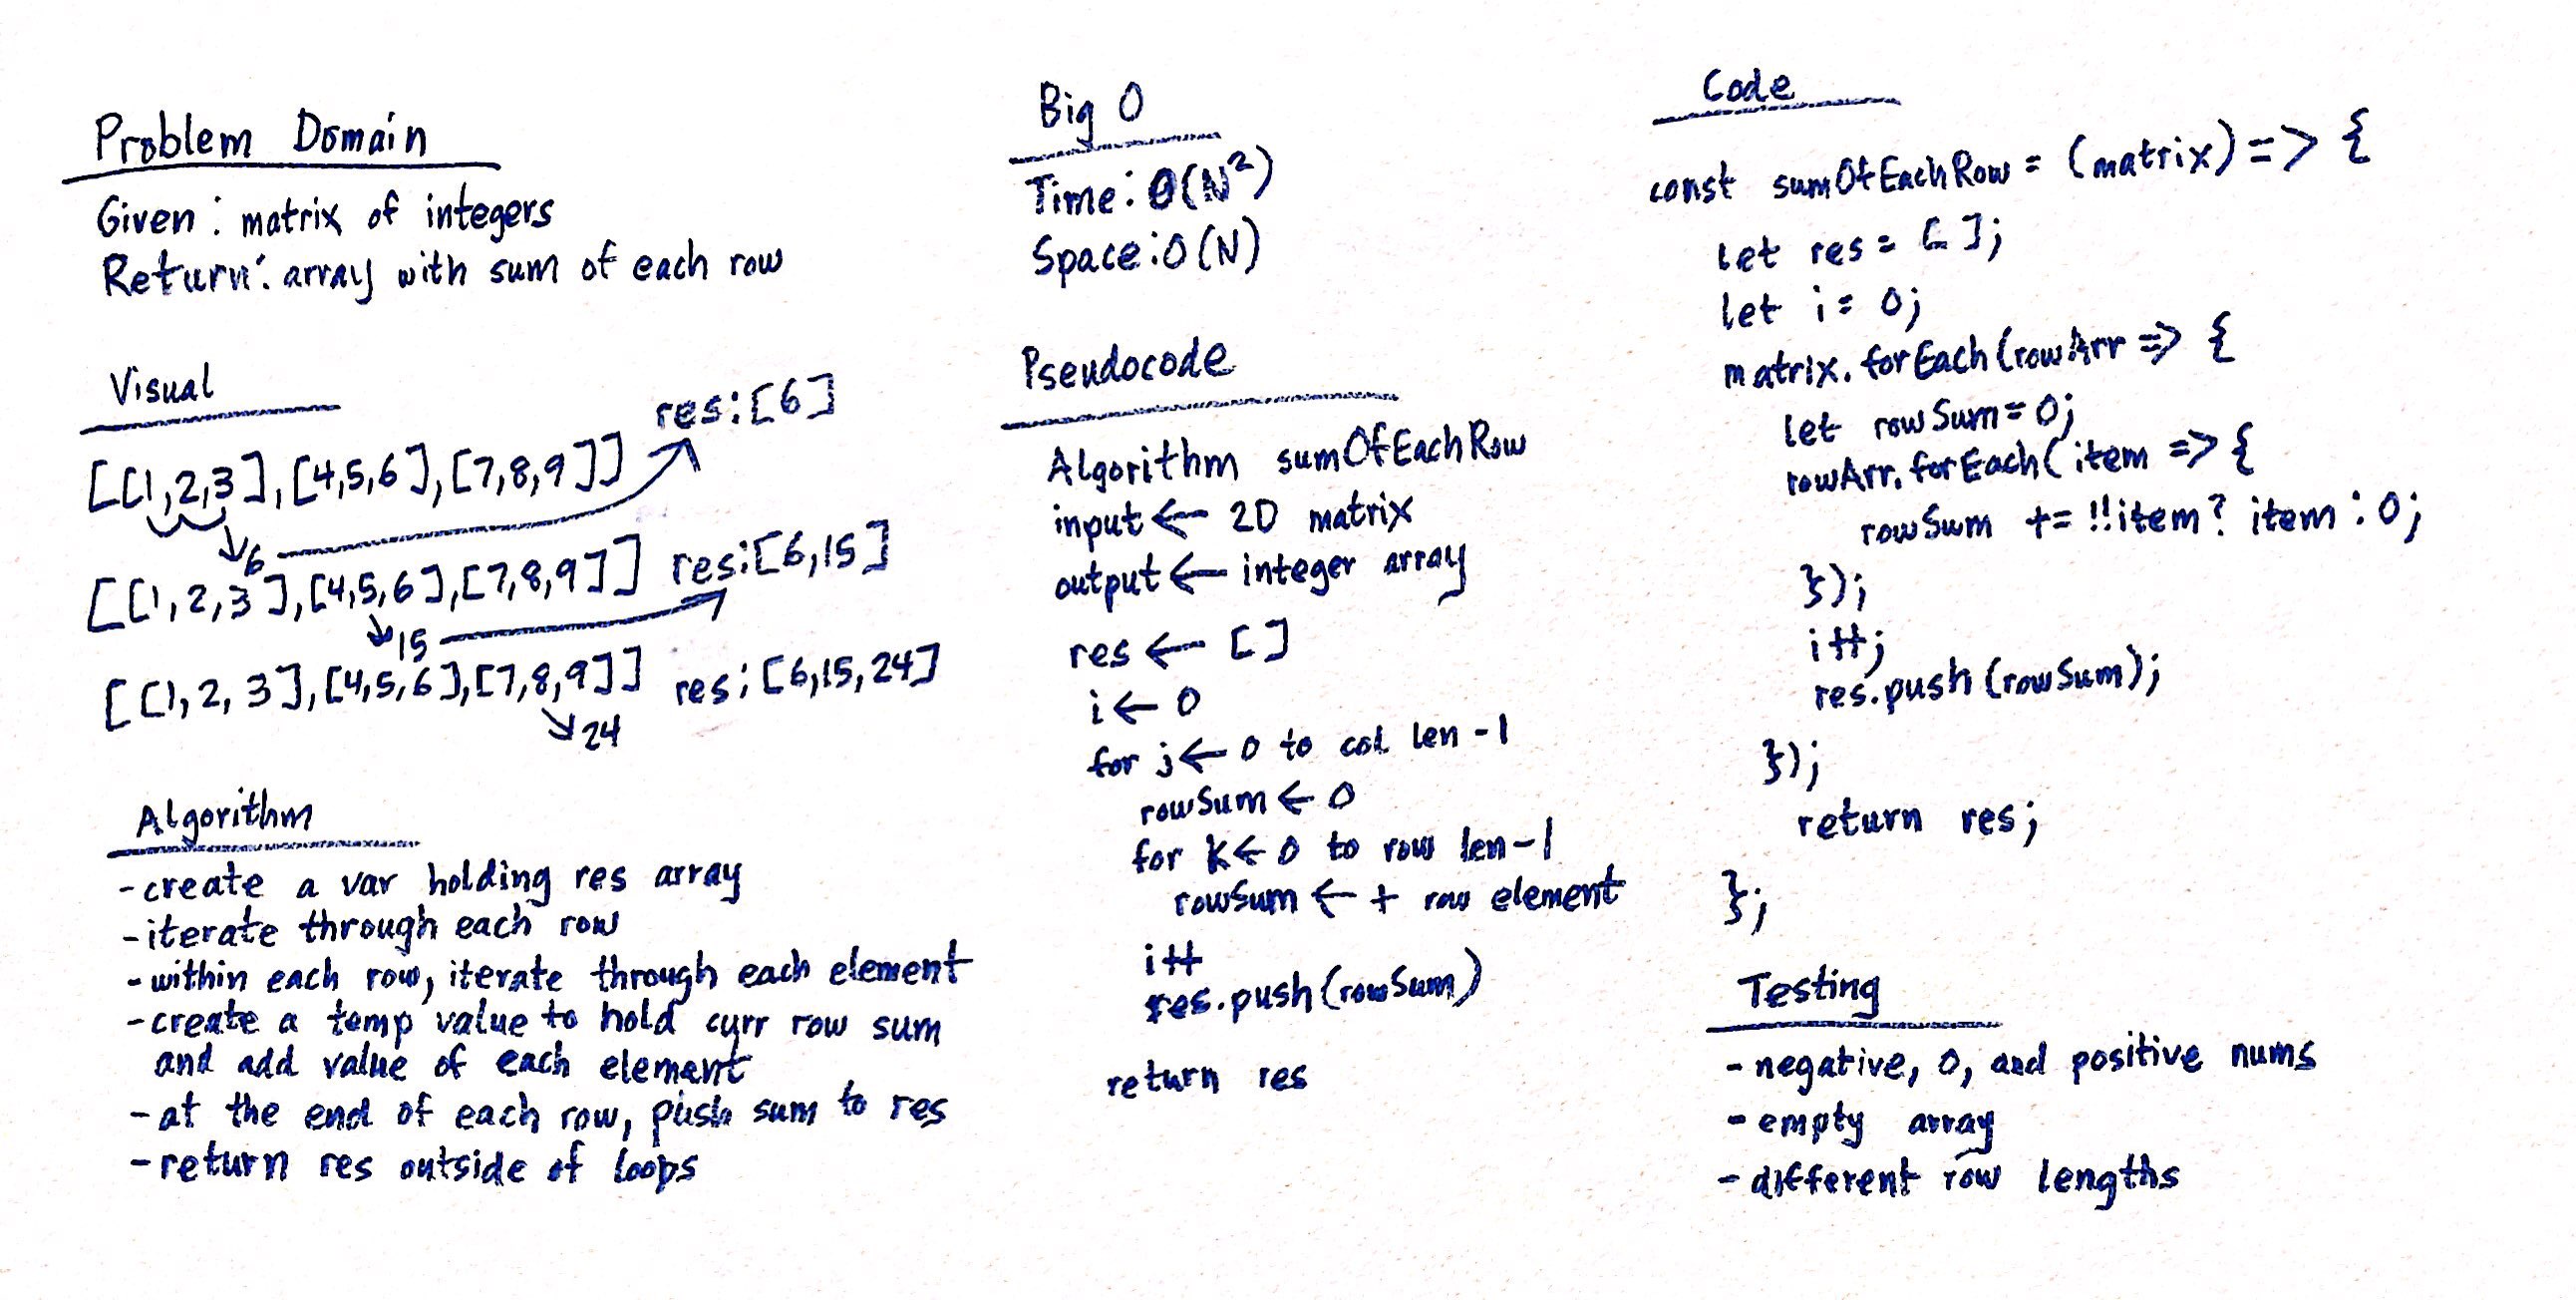 Problem Domain
Given: matrix of integers
Return: array with sum of each row
Visual
[[1,2,3],[4,5,6],[7,8,9]] res:[6]
6
[[1,2,3],[4,5,6],[7,8,9]] res:[6,15]
15
[[1,2,3],[4,5,6],[7,8,9]] res:[6,15,24]
24
Algorithm
-create a var holding res array
-iterate through each row
-within each row, iterate through each element
-create a temp value to hold curr row sum
and add value of each element
-at the end of each row, push sum to res
-return res outside of loops
Big O
Time: O(N²)
Space: O(N)
Pseudocode
Algorithm sumOfEachRow
input ← 2D matrix
output ← integer array
res ← []
i ← 0
for j ← 0 to col len -1
rowSum ← 0
for k ← 0 to row len-1
rowSum ← + row element
i++
res.push(rowSum)
return res
Code
const sumOfEachRow = (matrix) => {
let res = [];
let i = 0;
matrix.forEach(rowArr => {
let rowSum = 0;
rowArr.forEach(item => {
rowSum += !!item? item : 0;
});
i++;
res.push(rowSum);
});
return res;
};
Testing
- negative, 0, and positive nums
- empty array
- different row lengths